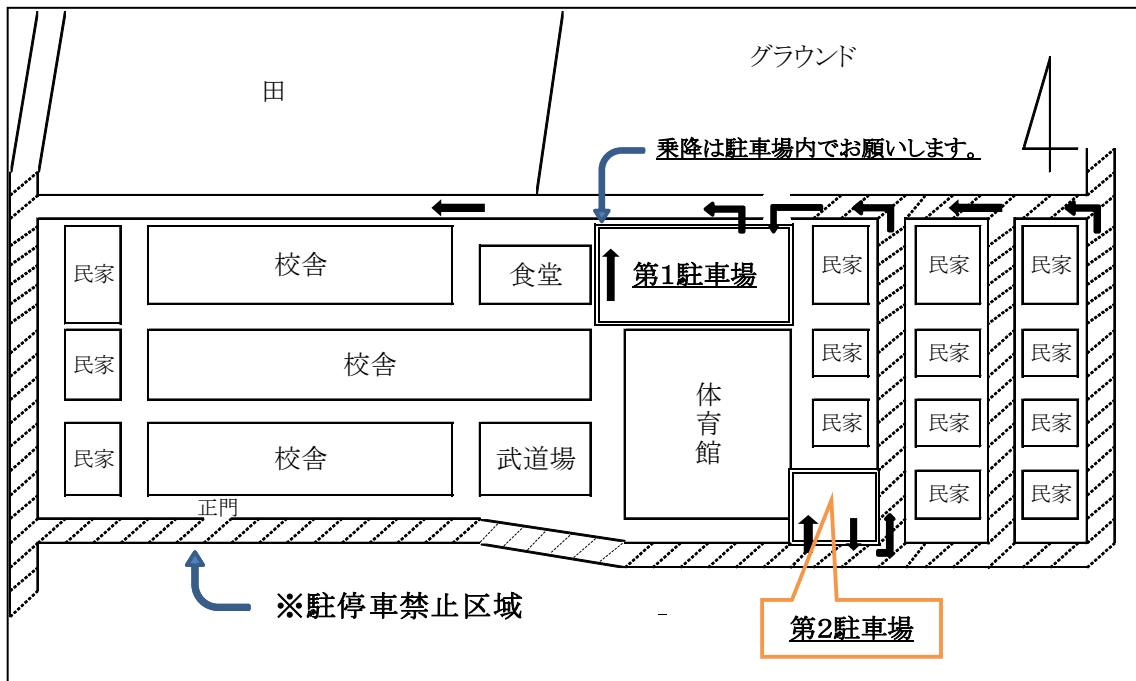 グラウンド
田
乗降は駐車場内でお願いします。
民家
校舎
食堂
第1駐車場
民家
民家
民家
民家
校舎
体育館
民家
民家
民家
民家
民家
民家
民家
校舎
武道場
民家
民家
正門
※駐停車禁止区域
第2駐車場